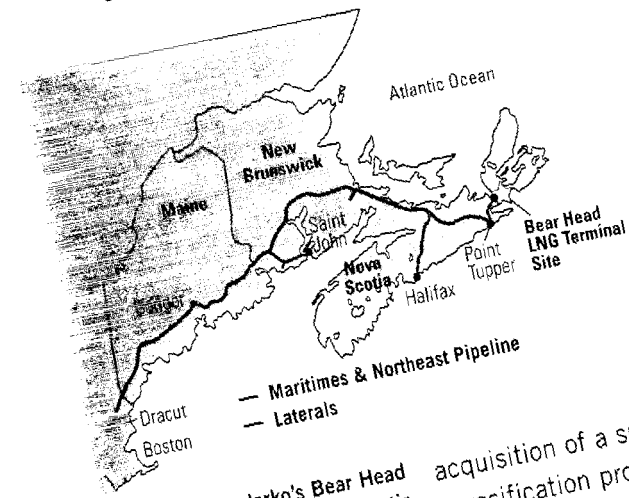 Atlantic Ocean
New
Brunswick
Maine
Saint
John
Bear Head
LNG Terminal
Site
Point
Tupper
Nova
Scotia
Halifax
Bangor
Maritimes & Northeast Pipeline
Laterals
Dracut
Boston
Bear Head
acquisition of a